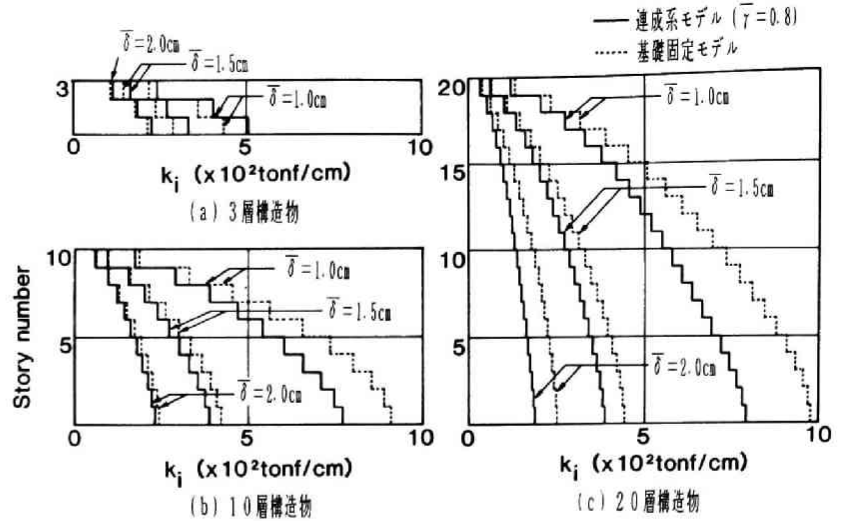 連成系モデル (γ̅=0.8)
基礎固定モデル
δ̅=2.0cm
δ̅=1.5cm
δ̅=1.0cm
3
0 5 10
kᵢ (x10²tonf/cm)
(a) 3層構造物
Story number
10
5
δ̅=1.0cm
δ̅=1.5cm
δ̅=2.0cm
0 5 10
kᵢ (x10²tonf/cm)
(b) 10層構造物
20
15
10
5
δ̅=1.0cm
δ̅=1.5cm
δ̅=2.0cm
0 5 10
kᵢ (x10²tonf/cm)
(c) 20層構造物